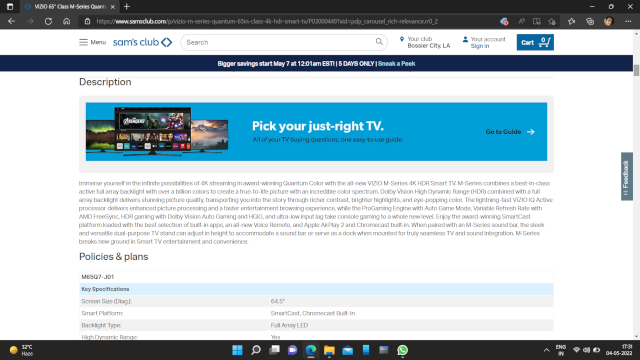 VIZIO 65" Class M-Series Quant
https://www.samsclub.com/p/vizio-m-series-quantum-65in-class-4k-hdr-smart-tv/P03000449?xid=pdp_carousel_rich-relevance.rr0_2
Menu
sam's club
Search
Your club
Bossier City, LA
Your account
Sign in
Cart
0
Bigger savings start May 7 at 12:01am EST! | 5 DAYS ONLY | Sneak a Peek
Description
Pick your just-right TV.
All of your TV buying questions, one easy to use guide.
Go to Guide
Feedback
Immerse yourself in the infinite possibilities of 4K streaming in award-winning Quantum Color with the all-new VIZIO M-Series 4K HDR Smart TV. M-Series combines a best-in-class
active full array backlight with over a billion colors to create a true-to-life picture with an incredible color spectrum. Dolby Vision High Dynamic Range (HDR) combined with a full
array backlight delivers stunning picture quality, transporting you into the story through richer contrast, brighter highlights, and eye-popping color. The lightning-fast VIZIO IQ Active
processor delivers enhanced picture processing and a faster entertainment browsing experience, while the ProGaming Engine with Auto Game Mode, Variable Refresh Rate with
AMD FreeSync, HDR gaming with Dolby Vision Auto Gaming and HGiG, and ultra-low input lag take console gaming to a whole new level. Enjoy the award-winning SmartCast
platform loaded with the best selection of built-in apps, an all-new Voice Remote, and Apple AirPlay 2 and Chromecast built-in. When paired with an M-Series sound bar, the sleek
and versatile dual-purpose TV stand can adjust in height to accommodate a sound bar or serve as a dock when mounted for truly seamless TV and sound integration. M-Series
breaks new ground in Smart TV entertainment and convenience.
Policies & plans
M65Q7-J01
Key Specifications
Screen Size (Diag.):
64.5"
Smart Platform:
SmartCast, Chromecast Built-In
Backlight Type:
Full Array LED
High Dynamic Range:
Yes
32°C
Haze
ENG
IN
17:31
04-05-2022